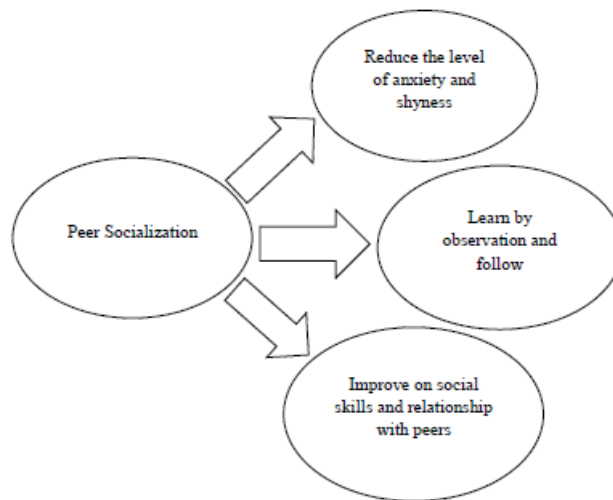 Reduce the level
of anxiety and
shyness
Peer Socialization
Learn by
observation and
follow
Improve on social
skills and relationship
with peers